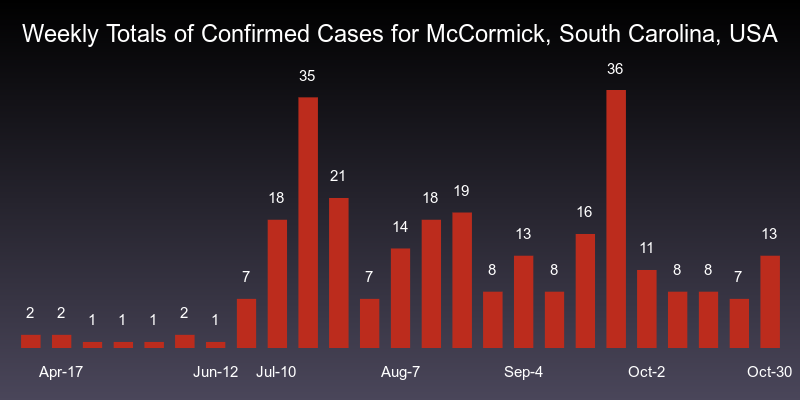 Weekly Totals of Confirmed Cases for McCormick, South Carolina, USA
2 2 1 1 1 2 1 7 18 35 21 7 14 18 19 8 13 8 16 36 11 8 8 7 13
Apr-17 Jun-12 Jul-10 Aug-7 Sep-4 Oct-2 Oct-30